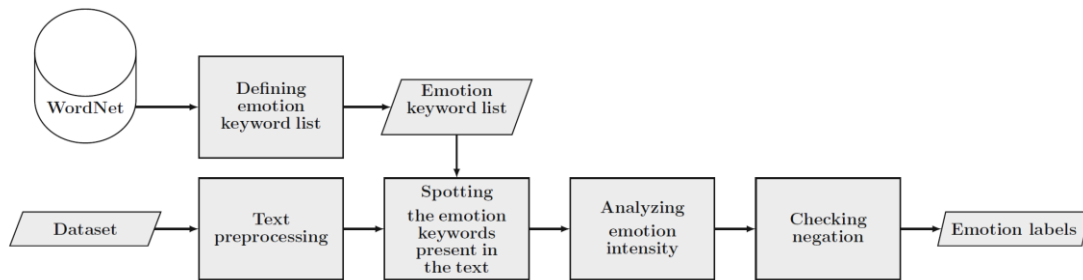 WordNet
Defining
emotion
keyword list
Emotion
keyword list
Dataset
Text
preprocessing
Spotting
the emotion
keywords
present in
the text
Analyzing
emotion
intensity
Checking
negation
Emotion labels